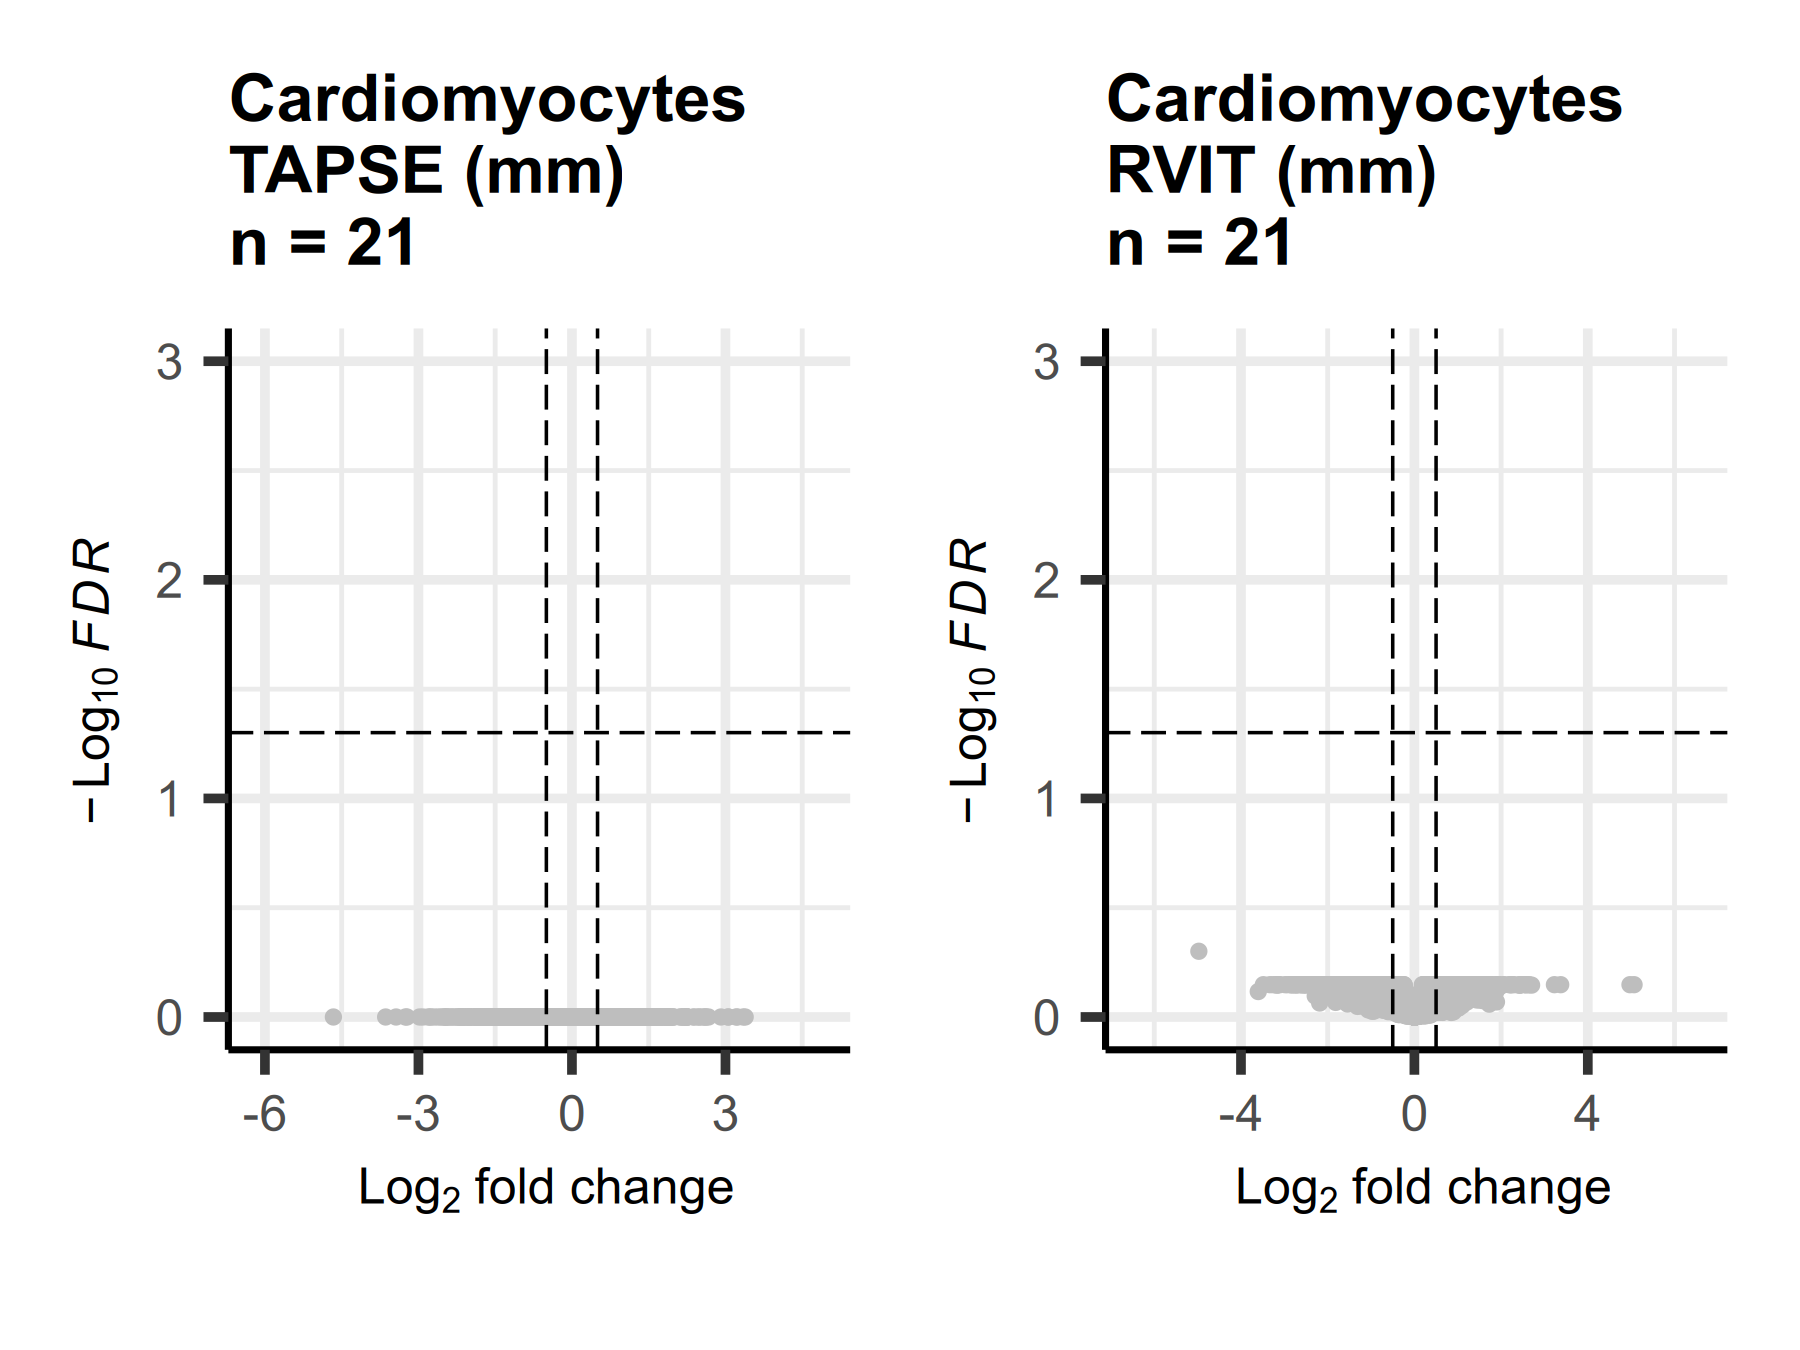 Cardiomyocytes
TAPSE (mm)
n = 21
3
2
1
0
−Log10 FDR
-6 -3 0 3
Log2 fold change
Cardiomyocytes
RVIT (mm)
n = 21
3
2
1
0
−Log10 FDR
-4 0 4
Log2 fold change